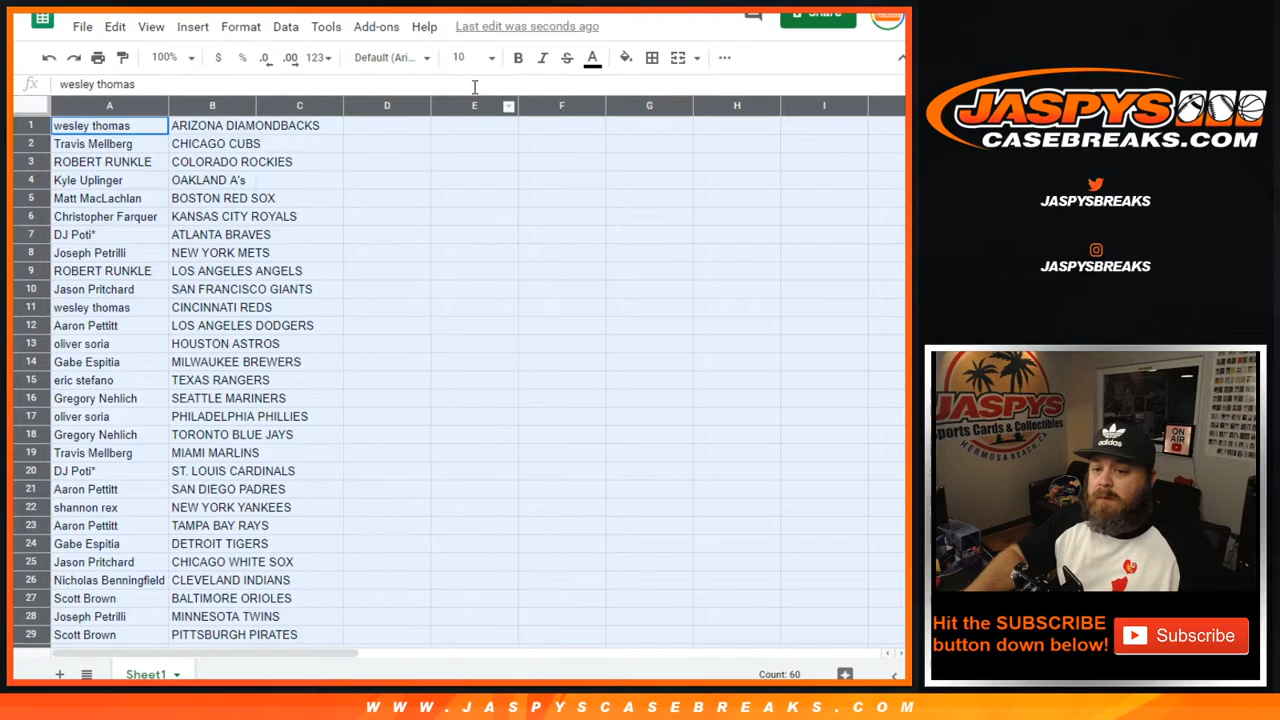 File Edit View Insert Format Data Tools Add-ons Help Last edit was seconds ago Share
100% $ % .0 .00 123 Default (Ari... 10 B I S A
fx wesley thomas
A B C D E F G H I
1 wesley thomas ARIZONA DIAMONDBACKS
2 Travis Mellberg CHICAGO CUBS
3 ROBERT RUNKLE COLORADO ROCKIES
4 Kyle Uplinger OAKLAND A's
5 Matt MacLachlan BOSTON RED SOX
6 Christopher Farquer KANSAS CITY ROYALS
7 DJ Poti* ATLANTA BRAVES
8 Joseph Petrilli NEW YORK METS
9 ROBERT RUNKLE LOS ANGELES ANGELS
10 Jason Pritchard SAN FRANCISCO GIANTS
11 wesley thomas CINCINNATI REDS
12 Aaron Pettitt LOS ANGELES DODGERS
13 oliver soria HOUSTON ASTROS
14 Gabe Espitia MILWAUKEE BREWERS
15 eric stefano TEXAS RANGERS
16 Gregory Nehlich SEATTLE MARINERS
17 oliver soria PHILADELPHIA PHILLIES
18 Gregory Nehlich TORONTO BLUE JAYS
19 Travis Mellberg MIAMI MARLINS
20 DJ Poti* ST. LOUIS CARDINALS
21 Aaron Pettitt SAN DIEGO PADRES
22 shannon rex NEW YORK YANKEES
23 Aaron Pettitt TAMPA BAY RAYS
24 Gabe Espitia DETROIT TIGERS
25 Jason Pritchard CHICAGO WHITE SOX
26 Nicholas Benningfield CLEVELAND INDIANS
27 Scott Brown BALTIMORE ORIOLES
28 Joseph Petrilli MINNESOTA TWINS
29 Scott Brown PITTSBURGH PIRATES
Sheet1 Count: 60
JASPYS
CASEBREAKS.COM
JASPYSBREAKS
JASPYSBREAKS
JASPYS
Sports Cards & Collectibles
HERMOSA BEACH, CA
ON AIR
adidas
Hit the SUBSCRIBE
button down below!
Subscribe
WWW.JASPYSCASEBREAKS.COM